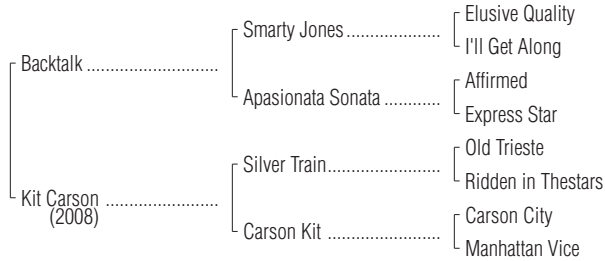 Elusive Quality
Smarty Jones....................
I'll Get Along
Backtalk ............................
Affirmed
Apasionata Sonata ............
Express Star
Old Trieste
Silver Train........................
Ridden in Thestars
Kit Carson ........................
(2008)
Carson City
Carson Kit ........................
Manhattan Vice